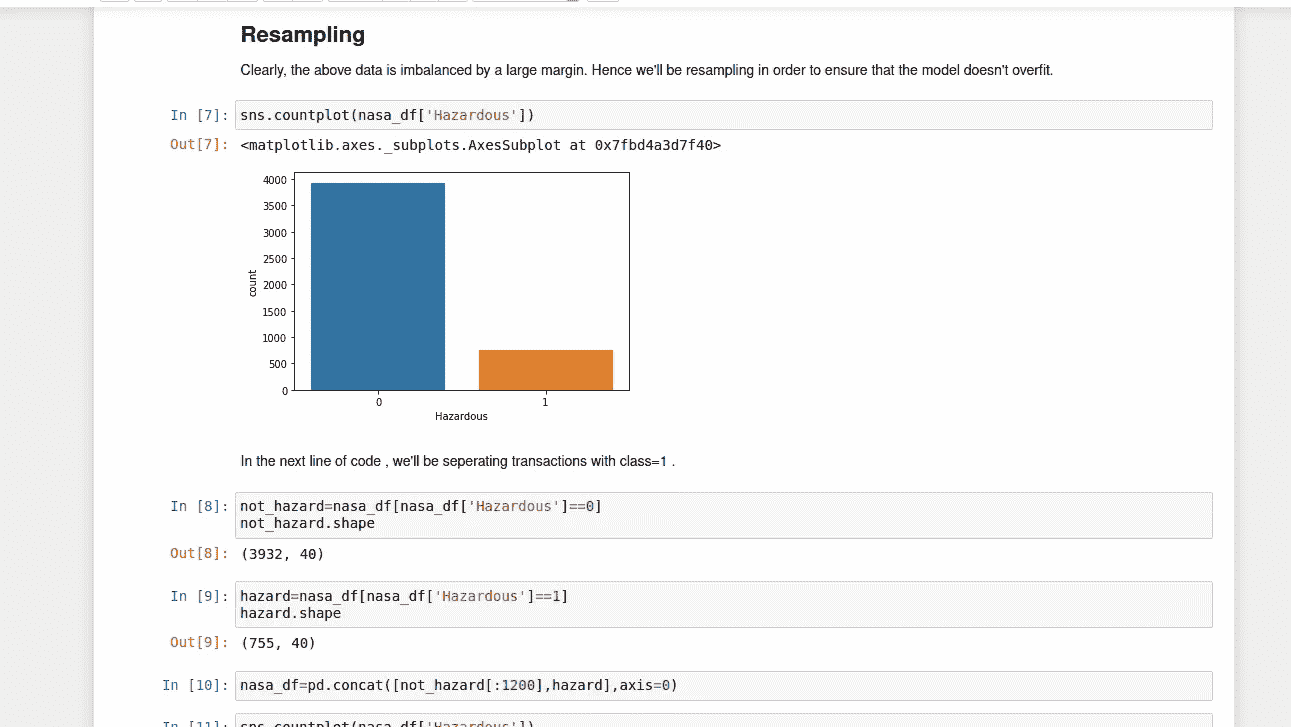 Resampling
Clearly, the above data is imbalanced by a large margin. Hence we'll be resampling in order to ensure that the model doesn't overfit.
In [7]: sns.countplot(nasa_df['Hazardous'])
Out[7]: <matplotlib.axes._subplots.AxesSubplot at 0x7fbd4a3d7f40>
4000
3500
3000
2500
2000
1500
1000
500
0
count
0 1
Hazardous
In the next line of code , we'll be seperating transactions with class=1 .
In [8]: not_hazard=nasa_df[nasa_df['Hazardous']==0]
not_hazard.shape
Out[8]: (3932, 40)
In [9]: hazard=nasa_df[nasa_df['Hazardous']==1]
hazard.shape
Out[9]: (755, 40)
In [10]: nasa_df=pd.concat([not_hazard[:1200],hazard],axis=0)
In [11]: sns.countplot(nasa_df['Hazardous'])